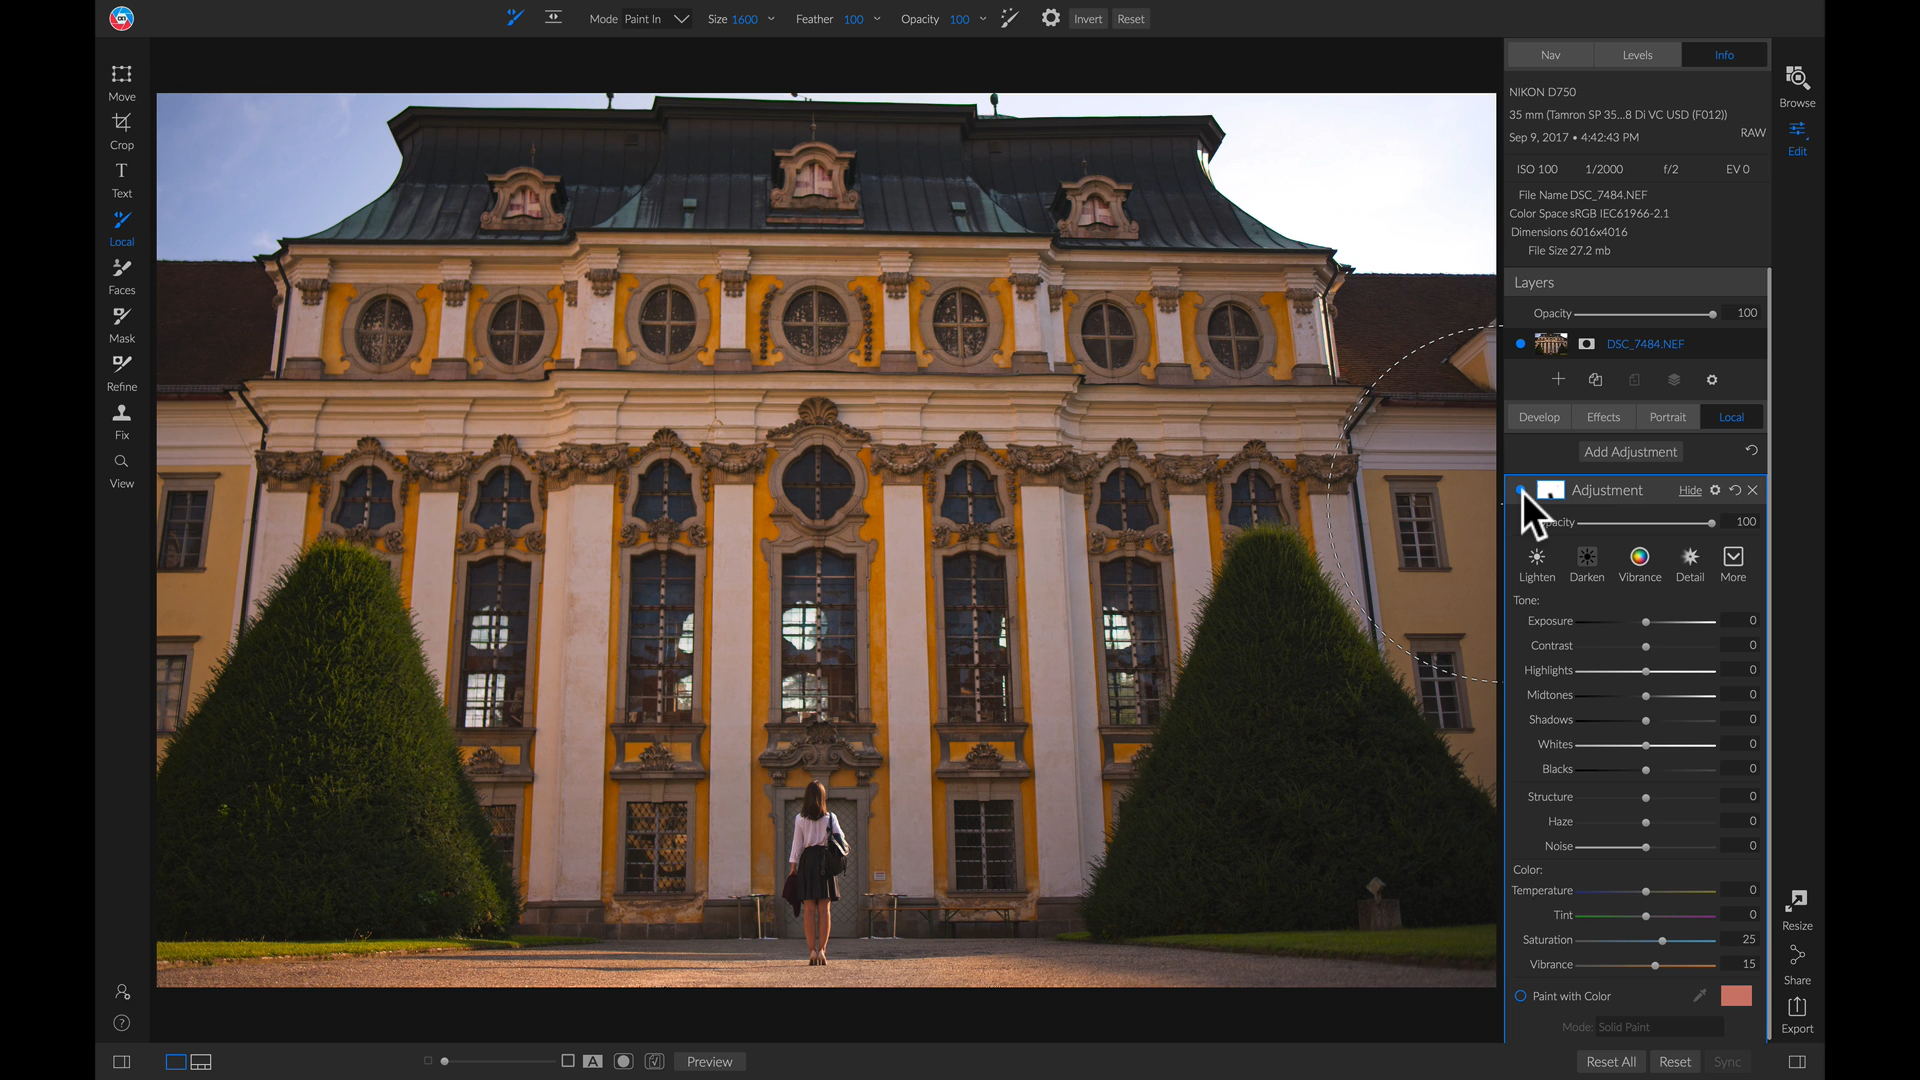 Mode Paint In Size 1600 Feather 100 Opacity 100 Invert Reset
Move
Crop
Text
Local
Faces
Mask
Refine
Fix
View
Nav Levels Info
NIKON D750
35 mm (Tamron SP 35...8 Di VC USD (F012))
Sep 9, 2017 • 4:42:43 PM
RAW
ISO 100 1/2000 f/2 EV 0
File Name DSC_7484.NEF
Color Space sRGB IEC61966-2.1
Dimensions 6016x4016
File Size 27.2 mb
Layers
Opacity 100
DSC_7484.NEF
Develop Effects Portrait Local
Add Adjustment
Adjustment Hide
pacity 100
Lighten Darken Vibrance Detail More
Tone:
Exposure 0
Contrast 0
Highlights 0
Midtones 0
Shadows 0
Whites 0
Blacks 0
Structure 0
Haze 0
Noise 0
Color:
Temperature 0
Tint 0
Saturation 25
Vibrance 15
Paint with Color
Mode: Solid Paint
Browse
Edit
Resize
Share
Export
A Preview
Reset All Reset Sync